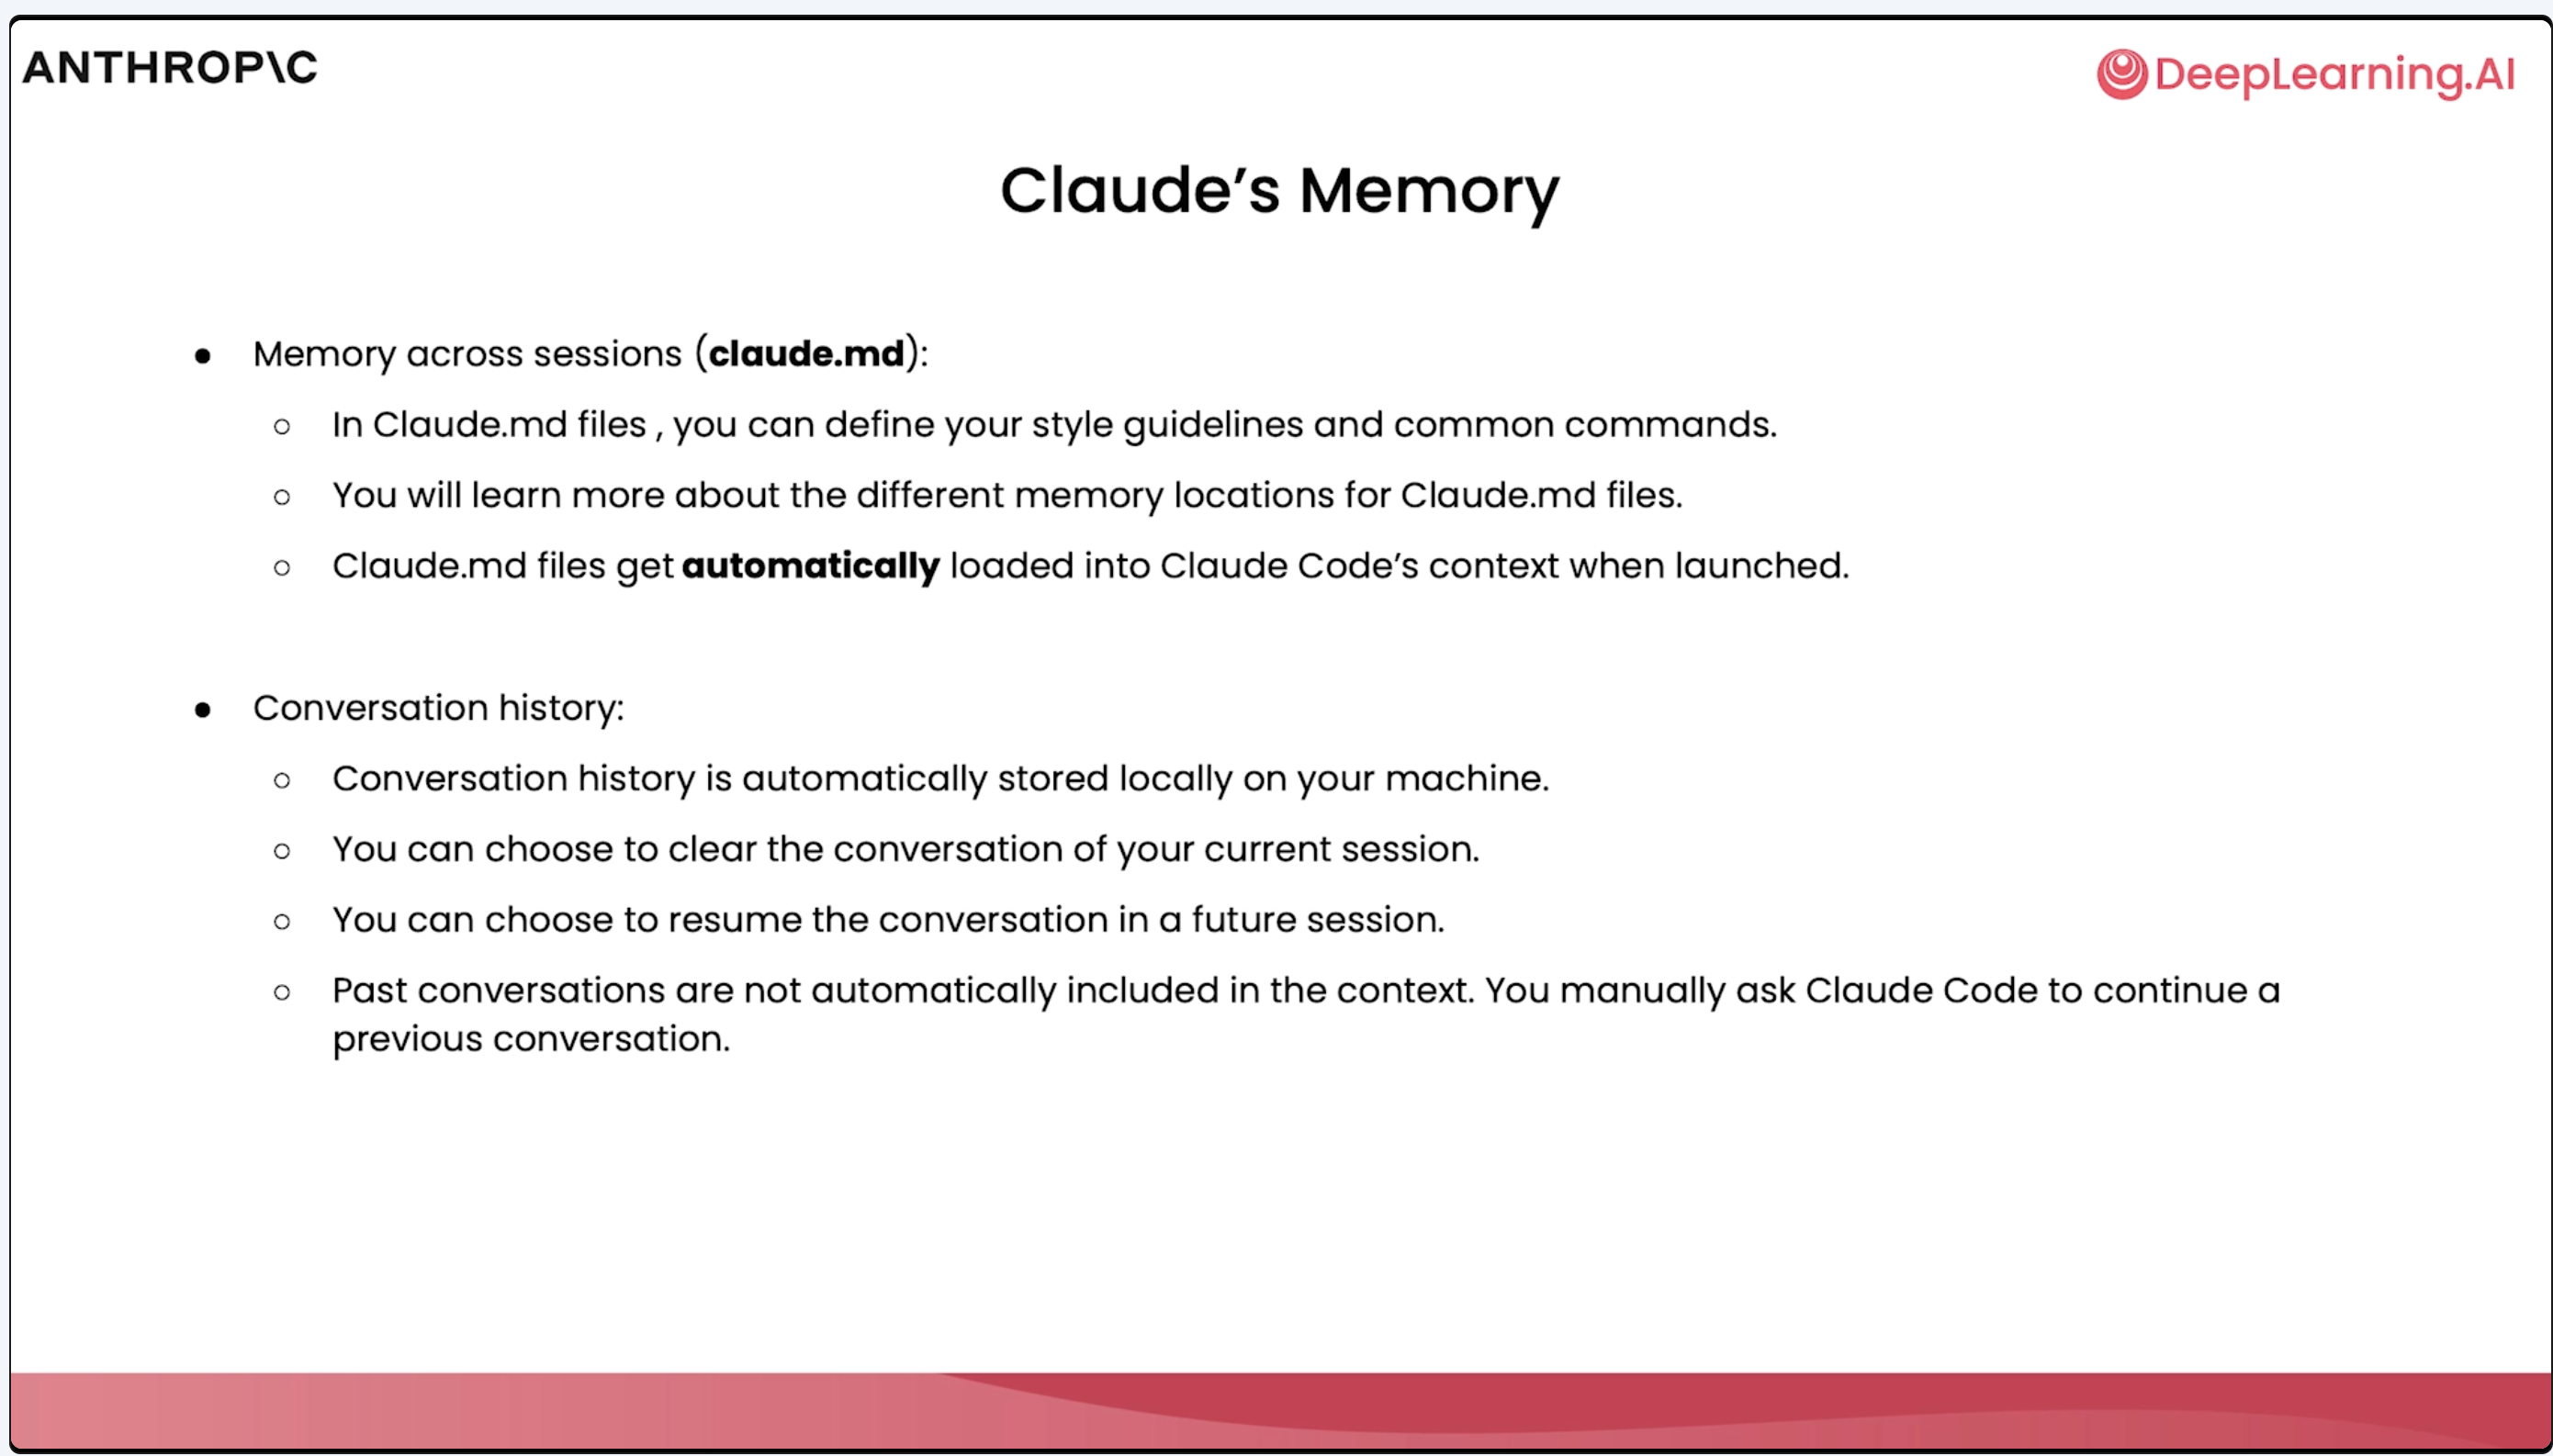 ANTHROP\C
DeepLearning.AI
Claude’s Memory
● Memory across sessions (claude.md):
○ In Claude.md files , you can define your style guidelines and common commands.
○ You will learn more about the different memory locations for Claude.md files.
○ Claude.md files get automatically loaded into Claude Code’s context when launched.
● Conversation history:
○ Conversation history is automatically stored locally on your machine.
○ You can choose to clear the conversation of your current session.
○ You can choose to resume the conversation in a future session.
○ Past conversations are not automatically included in the context. You manually ask Claude Code to continue a
previous conversation.